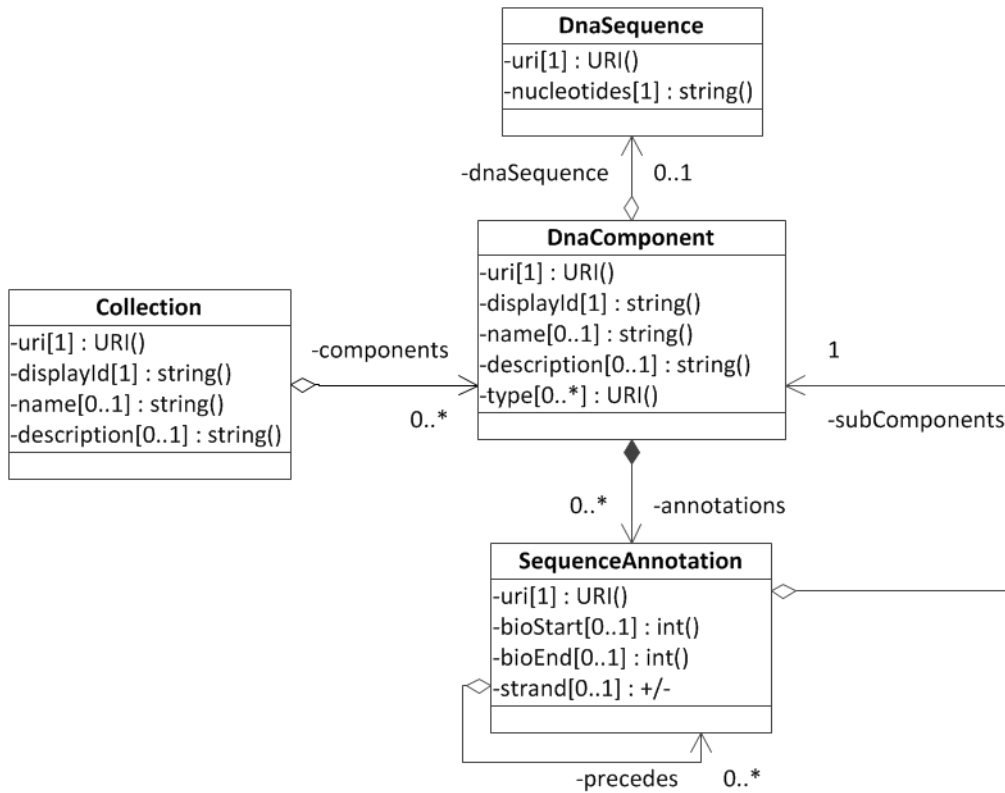 DnaSequence
-uri[1] : URI()
-nucleotides[1] : string()
-dnaSequence
0..1
DnaComponent
-uri[1] : URI()
-displayId[1] : string()
-name[0..1] : string()
-description[0..1] : string()
-type[0..*] : URI()
Collection
-uri[1] : URI()
-displayId[1] : string()
-name[0..1] : string()
-description[0..1] : string()
-components
0..*
1
-subComponents
0..*
-annotations
SequenceAnnotation
-uri[1] : URI()
-bioStart[0..1] : int()
-bioEnd[0..1] : int()
-strand[0..1] : +/-
-precedes
0..*